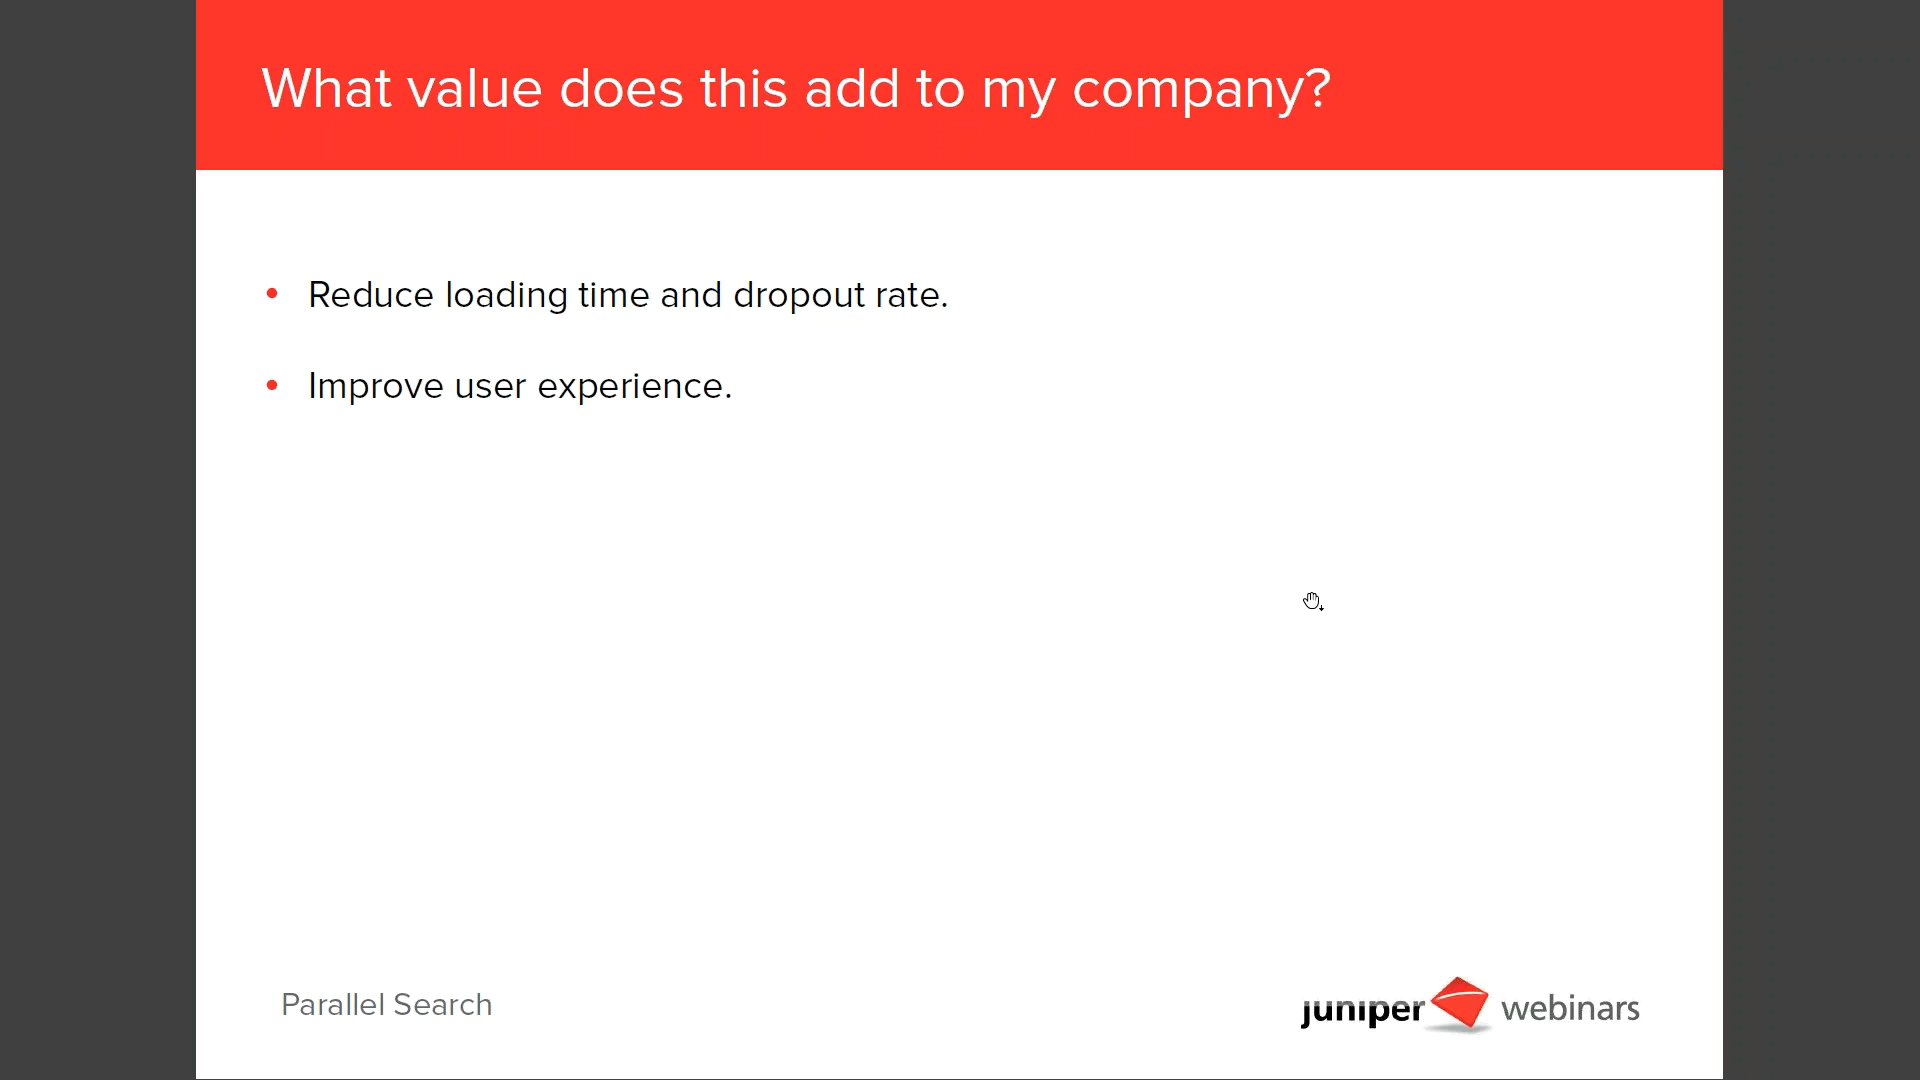 What value does this add to my company?
• Reduce loading time and dropout rate.
• Improve user experience.
Parallel Search
juniper webinars